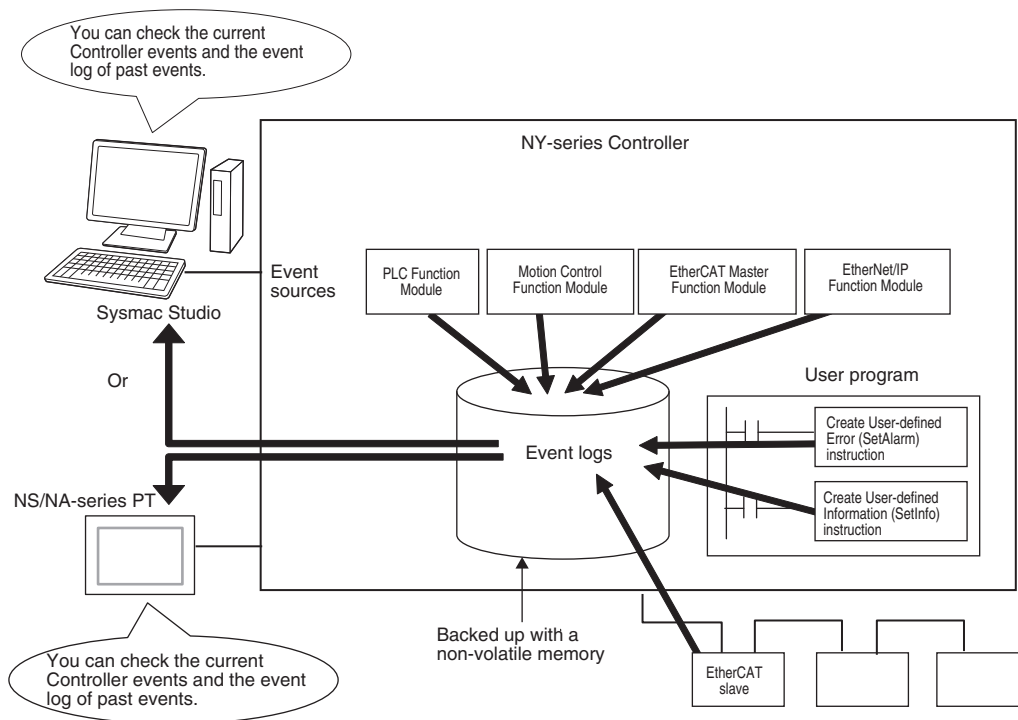 You can check the current
Controller events and the event
log of past events.
NY-series Controller
Event
sources
PLC Function
Module
Motion Control
Function Module
EtherCAT Master
Function Module
EtherNet/IP
Function Module
Sysmac Studio
Or
User program
Create User-defined
Error (SetAlarm)
instruction
Event logs
Create User-defined
Information (SetInfo)
instruction
NS/NA-series PT
Backed up with a
non-volatile memory
EtherCAT
slave
You can check the current
Controller events and the event
log of past events.